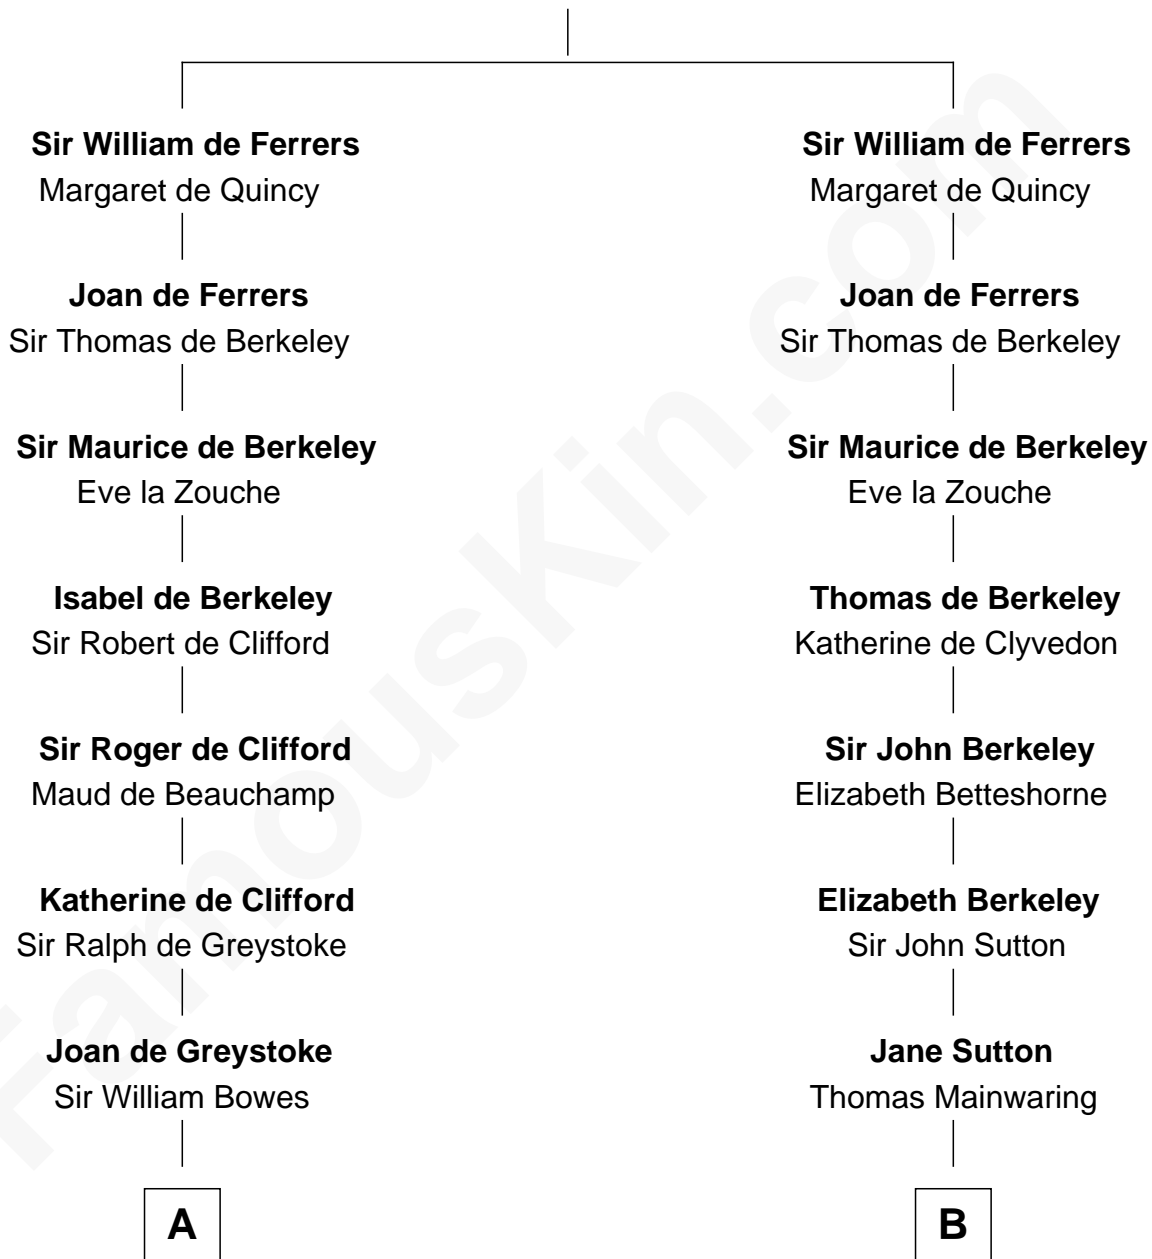 Sir William de Ferrers
Margaret de Quincy
Joan de Ferrers
Sir Thomas de Berkeley
Sir Maurice de Berkeley
Eve la Zouche
Isabel de Berkeley
Sir Robert de Clifford
Sir Roger de Clifford
Maud de Beauchamp
Katherine de Clifford
Sir Ralph de Greystoke
Joan de Greystoke
Sir William Bowes
A
Sir William de Ferrers
Margaret de Quincy
Joan de Ferrers
Sir Thomas de Berkeley
Sir Maurice de Berkeley
Eve la Zouche
Thomas de Berkeley
Katherine de Clyvedon
Sir John Berkeley
Elizabeth Betteshorne
Elizabeth Berkeley
Sir John Sutton
Jane Sutton
Thomas Mainwaring
B
FamousKin.com